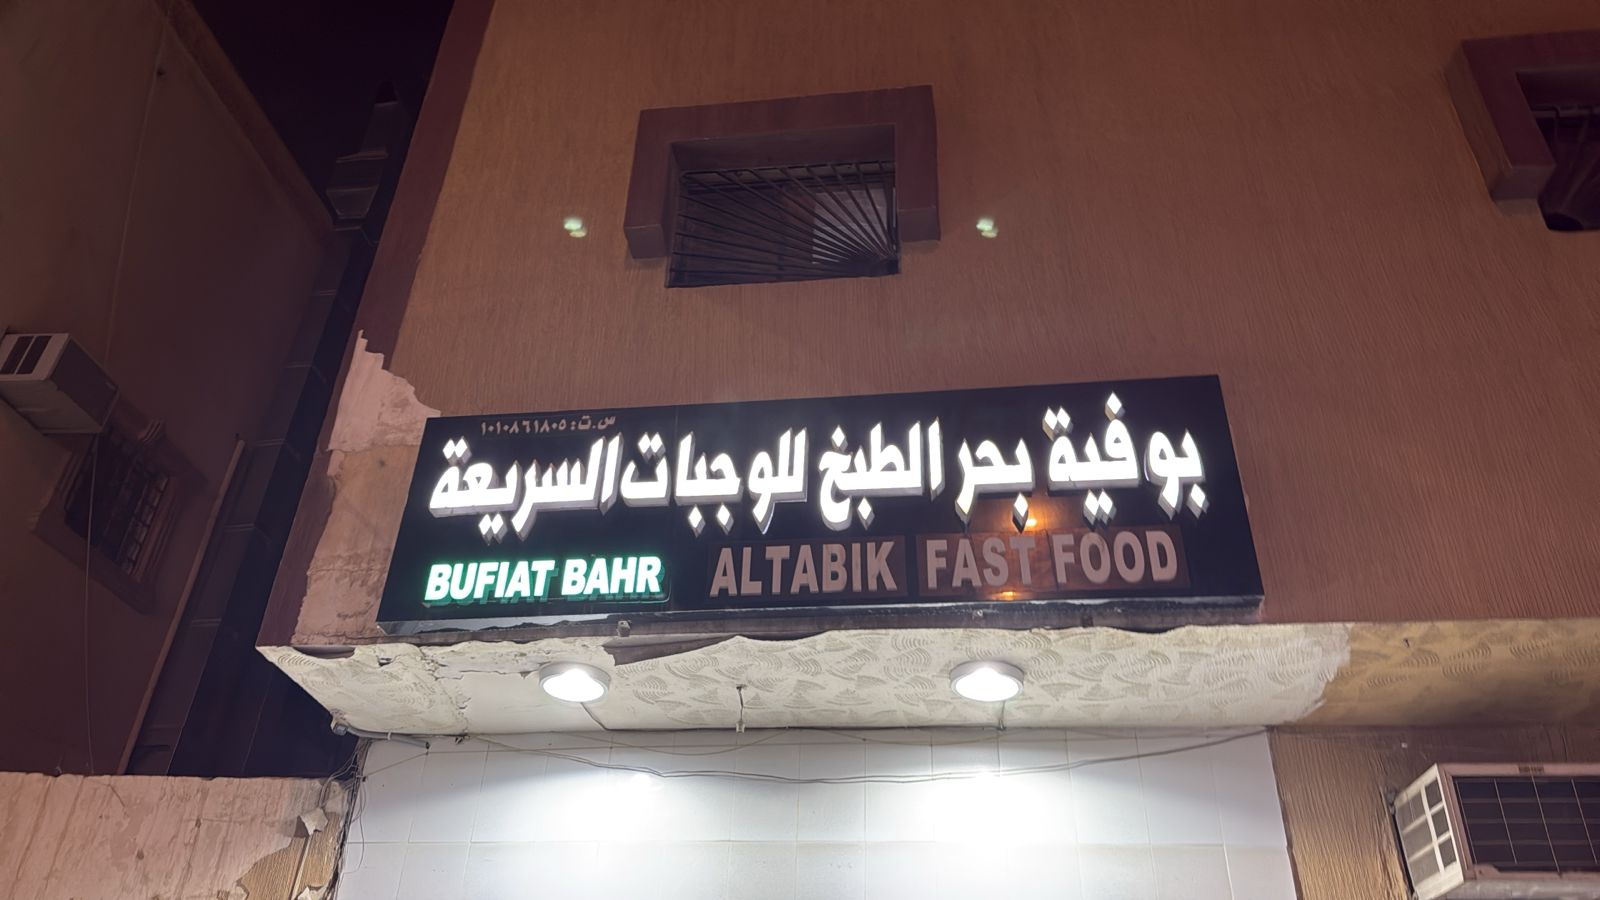 س.ت: ١٠١٠٨٦١٨٠٥
بوفية بحر الطبخ للوجبات السريعة
BUFIAT BAHR ALTABIK FAST FOOD